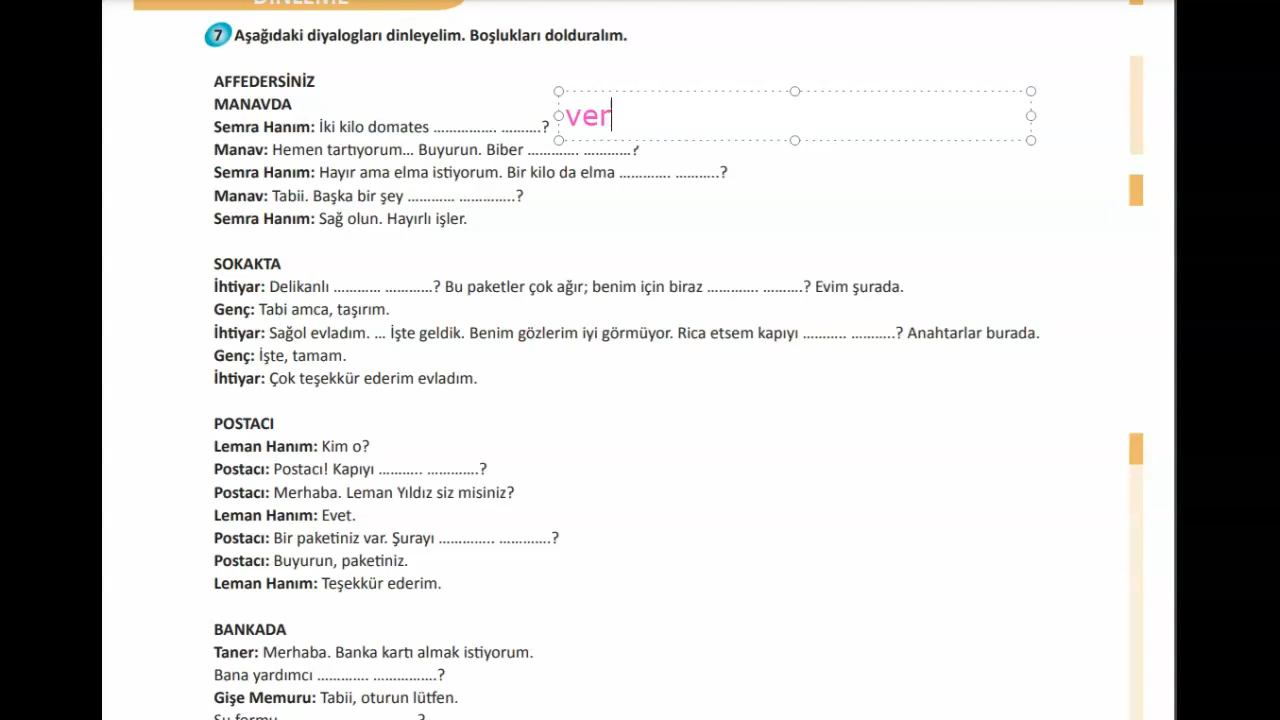 DİNLEME
7 Aşağıdaki diyalogları dinleyelim. Boşlukları dolduralım.
AFFEDERSİNİZ
MANAVDA
ver
Semra Hanım: İki kilo domates ................ ..........?
Manav: Hemen tartıyorum... Buyurun. Biber ............. ............?
Semra Hanım: Hayır ama elma istiyorum. Bir kilo da elma ............. ...........?
Manav: Tabii. Başka bir şey ............ ..............?
Semra Hanım: Sağ olun. Hayırlı işler.
SOKAKTA
İhtiyar: Delikanlı ............ ............? Bu paketler çok ağır; benim için biraz ............. ..........? Evim şurada.
Genç: Tabi amca, taşırım.
İhtiyar: Sağol evladım. ... İşte geldik. Benim gözlerim iyi görmüyor. Rica etsem kapıyı ........... ...........? Anahtarlar burada.
Genç: İşte, tamam.
İhtiyar: Çok teşekkür ederim evladım.
POSTACI
Leman Hanım: Kim o?
Postacı: Postacı! Kapıyı ........... .............?
Postacı: Merhaba. Leman Yıldız siz misiniz?
Leman Hanım: Evet.
Postacı: Bir paketiniz var. Şurayı .............. .............?
Postacı: Buyurun, paketiniz.
Leman Hanım: Teşekkür ederim.
BANKADA
Taner: Merhaba. Banka kartı almak istiyorum.
Bana yardımcı ............. ................?
Gişe Memuru: Tabii, oturun lütfen.
Şu formu ............. ..............?